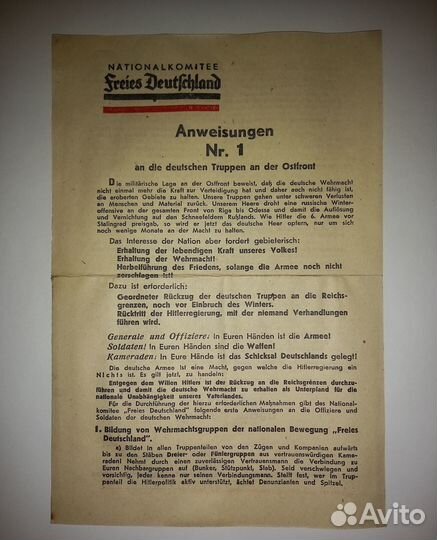 NATIONALKOMITEE
Freies Deutschland
Anweisungen
Nr. 1
an die deutschen Truppen an der Ostfront
Die militärische Lage an der Ostfront beweist, daß die deutsche Wehrmacht
nicht einmal mehr die Kraft zur Verteidigung hat und daher auch nicht fähig ist,
die eroberten Gebiete zu halten. Unsere Truppen gehen unter schweren Verlusten
an Menschen und Material zurück. Unserem Heere droht eine russische Winter-
offensive an der gesamten Front von Riga bis Odessa und damit die Auflösung
und Vernichtung auf den Schneefeldern Rußlands. Wie Hitler die 6. Armee vor
Stalingrad preisgab, so wird er jetzt das deutsche Heer opfern, nur um sich
noch wenige Monate an der Macht zu halten.
Das Interesse der Nation aber fordert gebieterisch:
Erhaltung der lebendigen Kraft unseres Volkes!
Erhaltung der Wehrmacht!
Herbeiführung des Friedens, solange die Armee noch nicht
zerschlagen ist!
Dazu ist erforderlich:
Geordneter Rückzug der deutschen Truppen an die Reichs-
grenzen, noch vor Einbruch des Winters.
Rücktritt der Hitlerregierung, mit der niemand Verhandlungen
führen wird.
Generale und Offiziere: In Euren Händen ist die Armee!
Soldaten! In Euren Händen sind die Waffen!
Kameraden: In Eure Hände ist das Schicksal Deutschlands gelegt!
Die deutsche Armee ist eine Macht, gegen welche die Hitlerregierung ein
Nichts ist. Es gilt jetzt, zu handeln:
Entgegen dem Willen Hitlers ist der Rückzug an die Reichsgrenzen durchzu-
führen und damit die deutsche Wehrmacht zu erhalten als Unterpfand für die
nationale Unabhängigkeit unseres Vaterlandes.
Für die Durchführung der hierzu erforderlichen Maßnahmen gibt das National-
komitee „Freies Deutschland" folgende erste Anweisungen an die Offiziere und
Soldaten der deutschen Wehrmacht:
1. Bildung von Wehrmachtsgruppen der nationalen Bewegung „Freies
Deutschland".
a) Bildet in allen Truppenteilen von den Zügen und Kompanien aufwärts
bis zu den Stäben Dreier- oder Fünfergruppen aus vertrauenswürdigen Kame-
raden! Nehmt durch einen zuverlässigen Vertrauensmann die Verbindung zu
Euren Nachbargruppen auf (Bunker, Stützpunkt, Stab). Seid verschwiegen und
vorsichtig, jeder kenne nur seinen Verbindungsmann. Stellt fest, wer im Trup-
penteil die Hitlerpolitik aktiv unterstützt, ächtet Denunzianten und Spitzel.
Avito